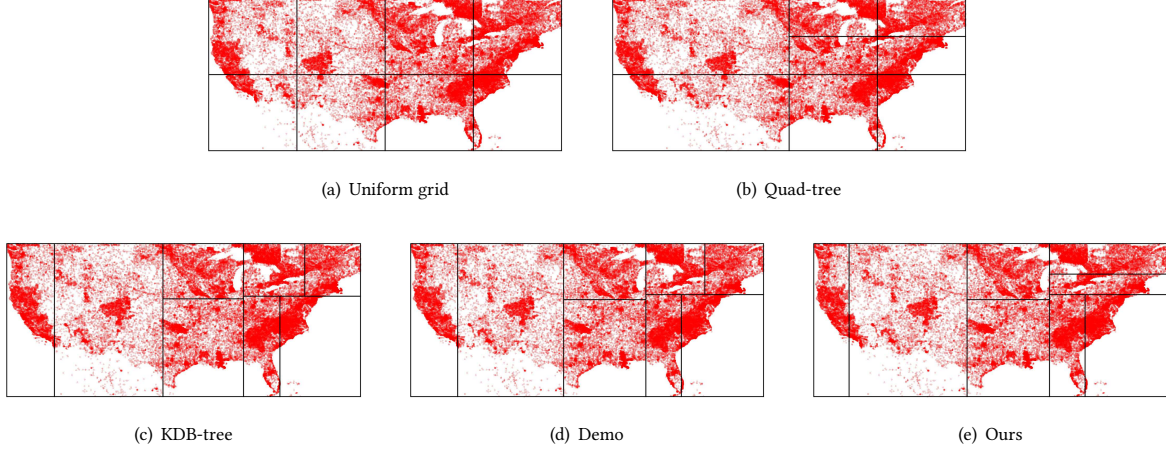 (a) Uniform grid
(b) Quad-tree
(c) KDB-tree
(d) Demo
(e) Ours